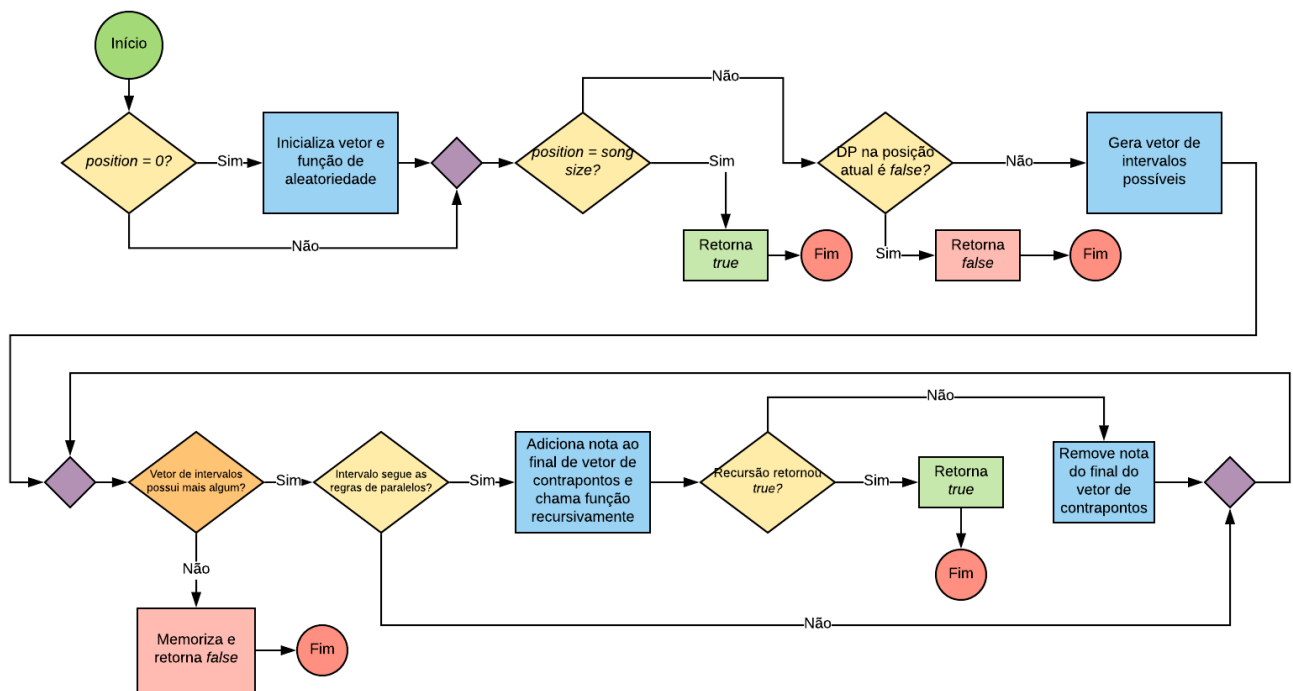 Início
Não
position = 0?
Sim
Inicializa vetor e
função de
aleatoriedade
position = song
size?
Sim
DP na posição
atual é false?
Não
Gera vetor de
intervalos
possíveis
Não
Retorna
true
Fim
Sim
Retorna
false
Fim
Não
Vetor de intervalos
possui mais algum?
Sim
Intervalo segue as
regras de paralelos?
Sim
Adiciona nota ao
final de vetor de
contrapontos e
chama função
recursivamente
Recursão retornou
true?
Sim
Retorna
true
Remove nota
do final do
vetor de
contrapontos
Não
Fim
Não
Memoriza e
retorna false
Fim